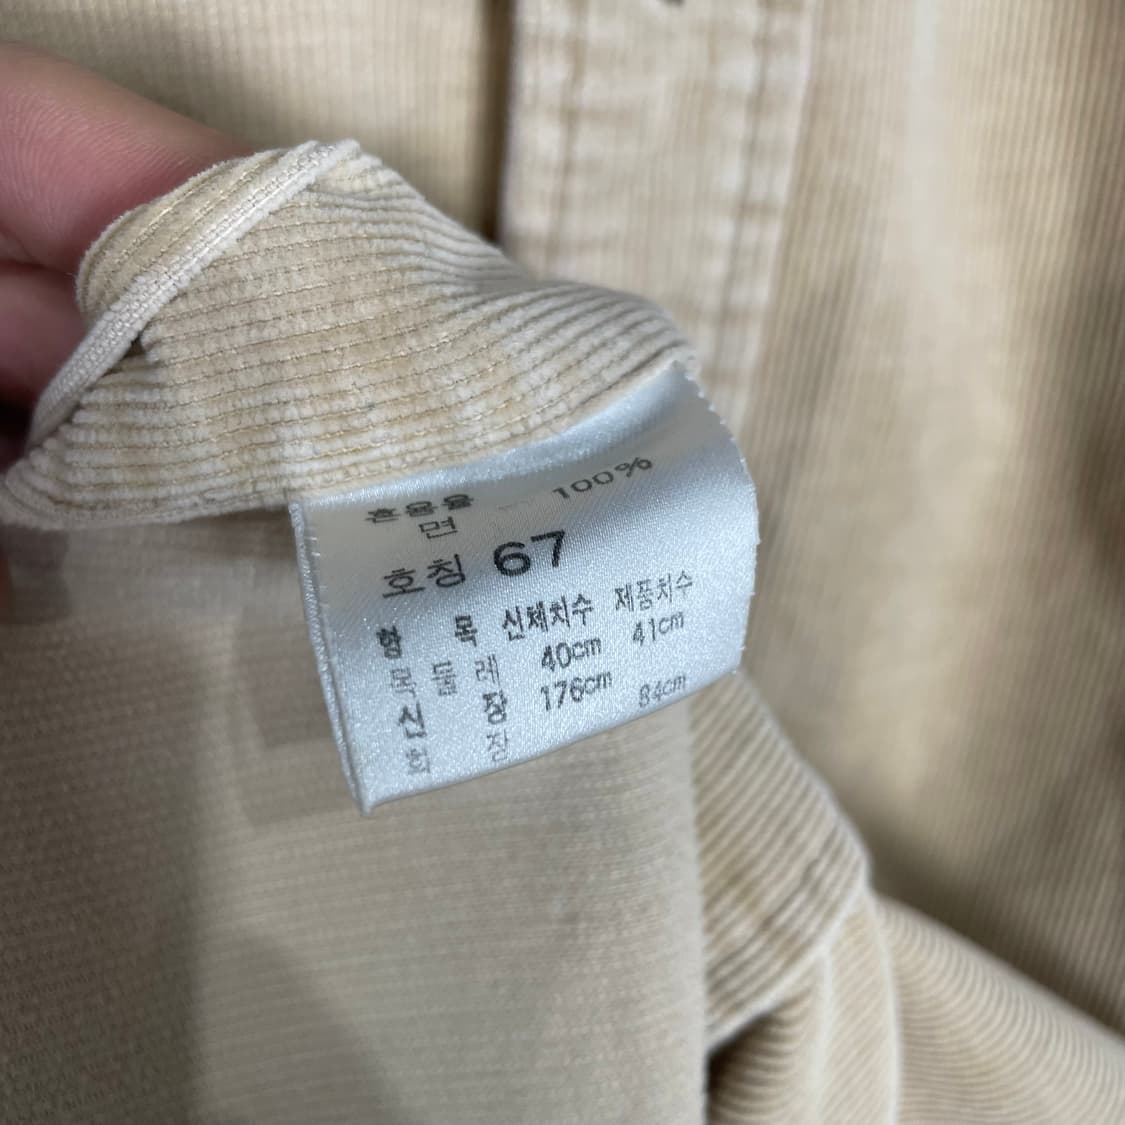 혼용율
면 100%
호칭 67
항 목 신체치수 제품치수
목 둘 레 40cm 41cm
신 장 176cm
화 장 84cm